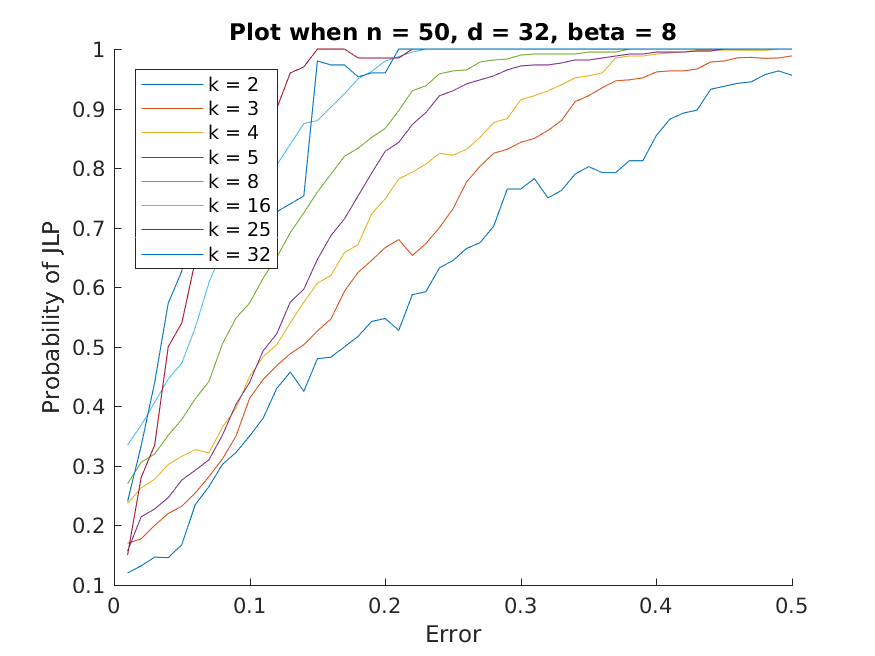 Plot when n = 50, d = 32, beta = 8
1
0.9
0.8
0.7
0.6
0.5
0.4
0.3
0.2
0.1
Probability of JLP
k = 2
k = 3
k = 4
k = 5
k = 8
k = 16
k = 25
k = 32
0 0.1 0.2 0.3 0.4 0.5
Error